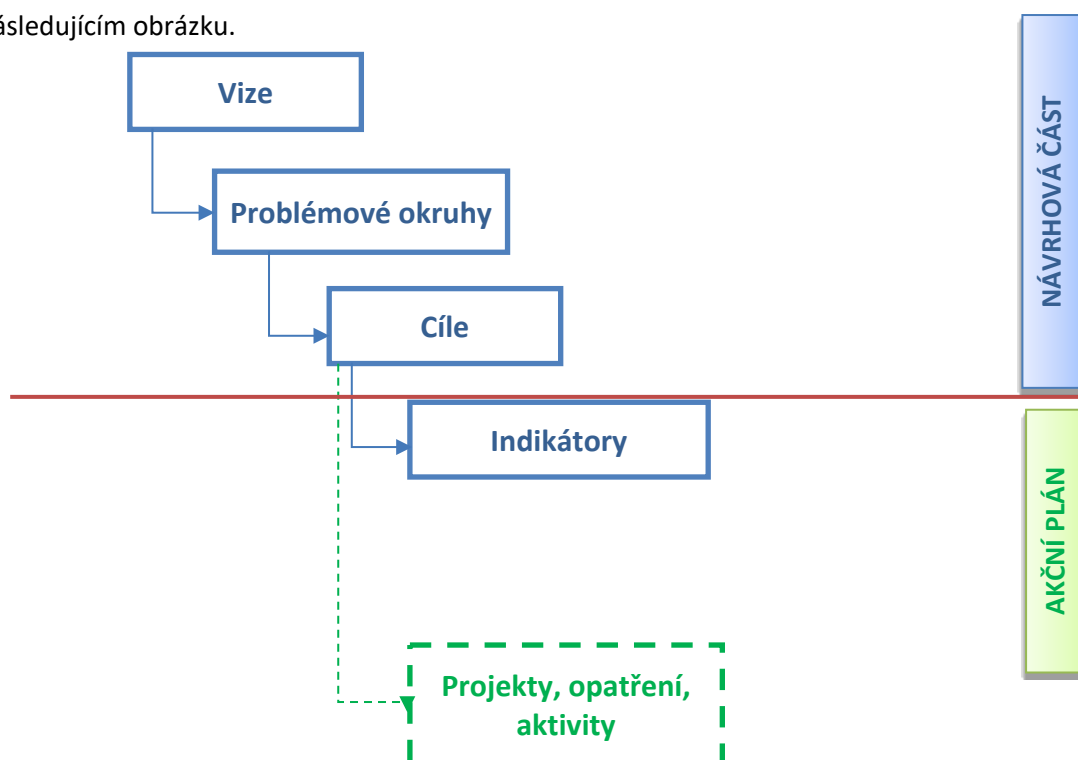 ásledujícím obrázku.
Vize
Problémové okruhy
Cíle
Indikátory
Projekty, opatření,
aktivity
NÁVRHOVÁ ČÁST
AKČNÍ PLÁN